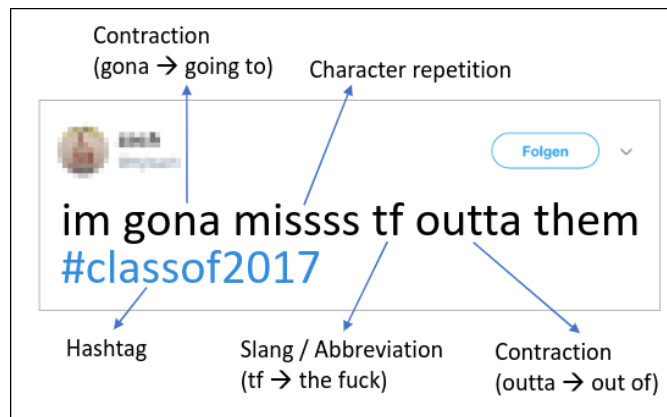 Contraction
(gona → going to)
Character repetition
Folgen
im gona missss tf outta them
#classof2017
Hashtag
Slang / Abbreviation
(tf → the fuck)
Contraction
(outta → out of)